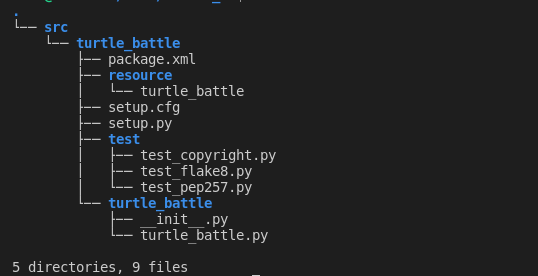 .
└── src
    └── turtle_battle
        ├── package.xml
        ├── resource
        │   └── turtle_battle
        ├── setup.cfg
        ├── setup.py
        ├── test
        │   ├── test_copyright.py
        │   ├── test_flake8.py
        │   └── test_pep257.py
        └── turtle_battle
            ├── __init__.py
            └── turtle_battle.py
5 directories, 9 files